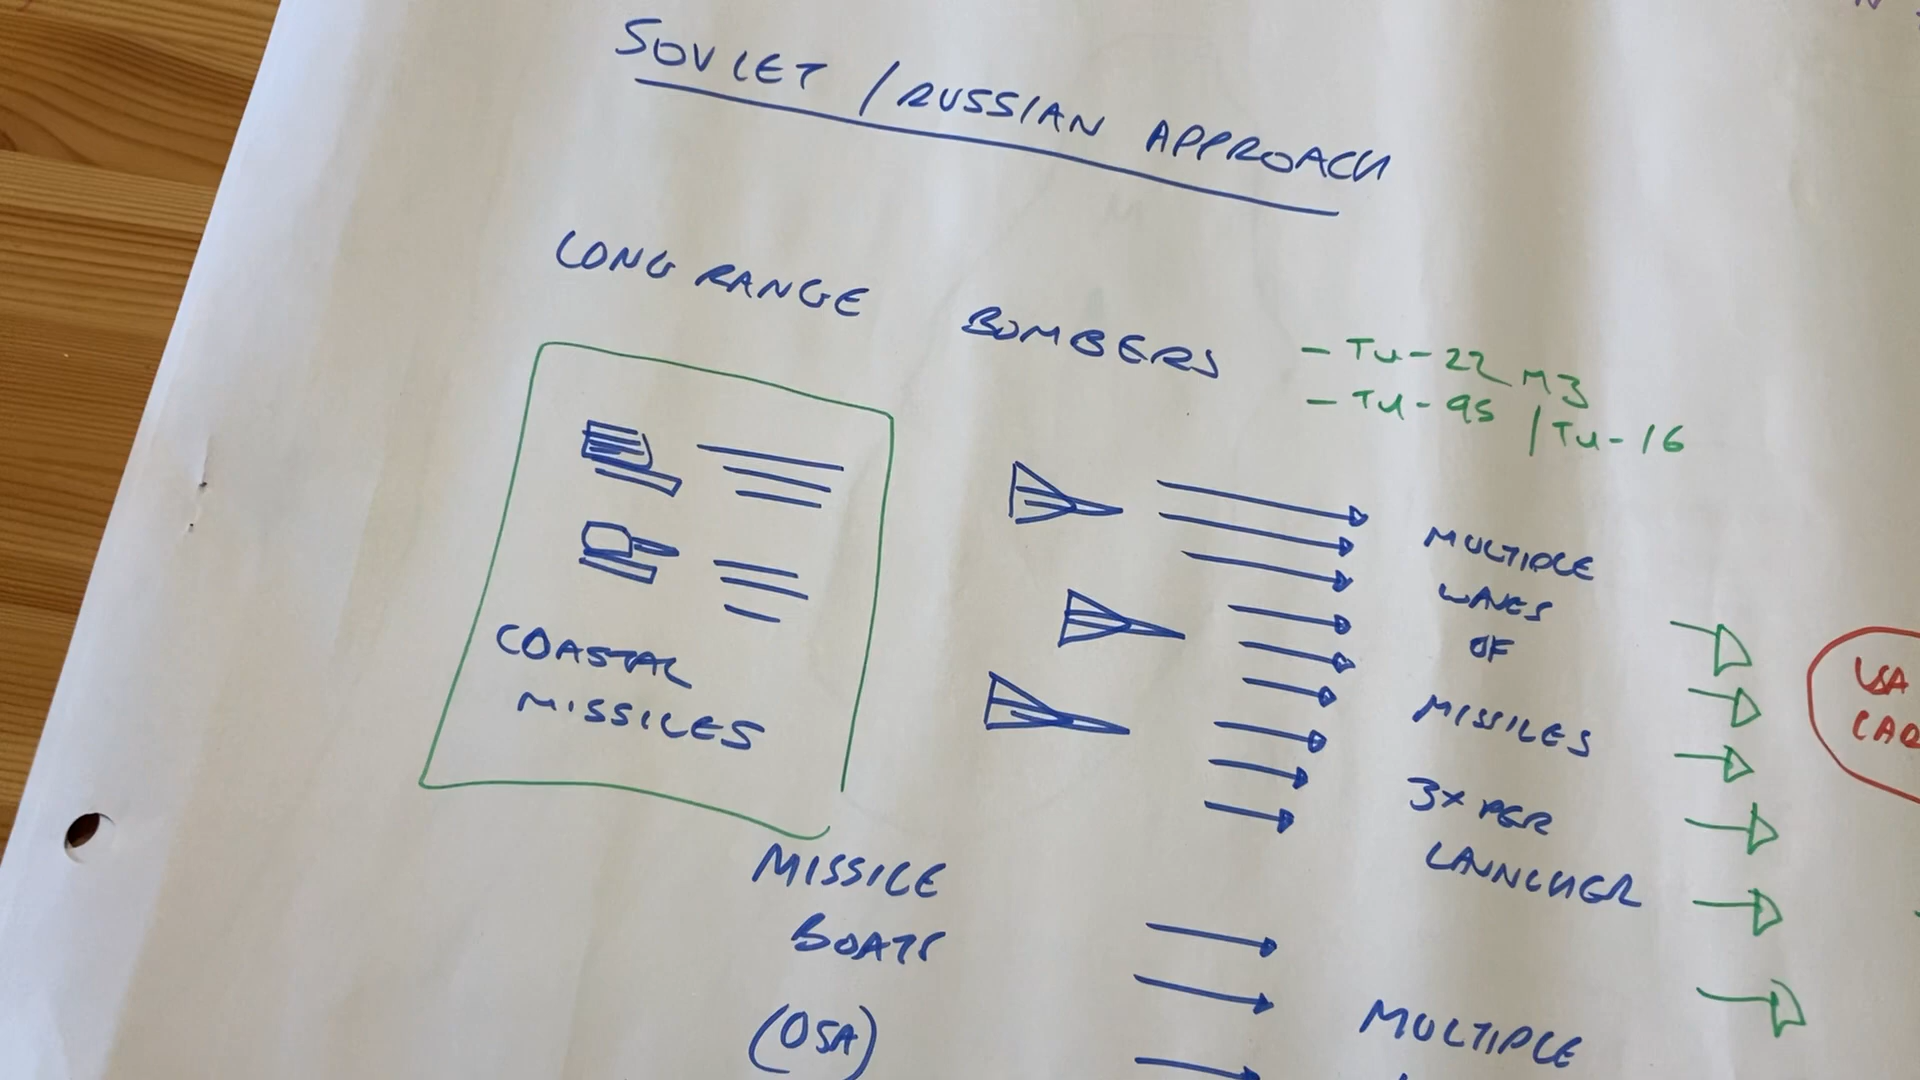 SOVIET / RUSSIAN APPROACH
LONG RANGE BOMBERS
- Tu-22 M3
- Tu-95 / Tu-16
COASTAL
MISSILES
MULTIPLE
WAVES
OF
MISSILES
3x PER
LAUNCHER
USA
MISSILE
BOATS
(OSA)
MULTIPLE